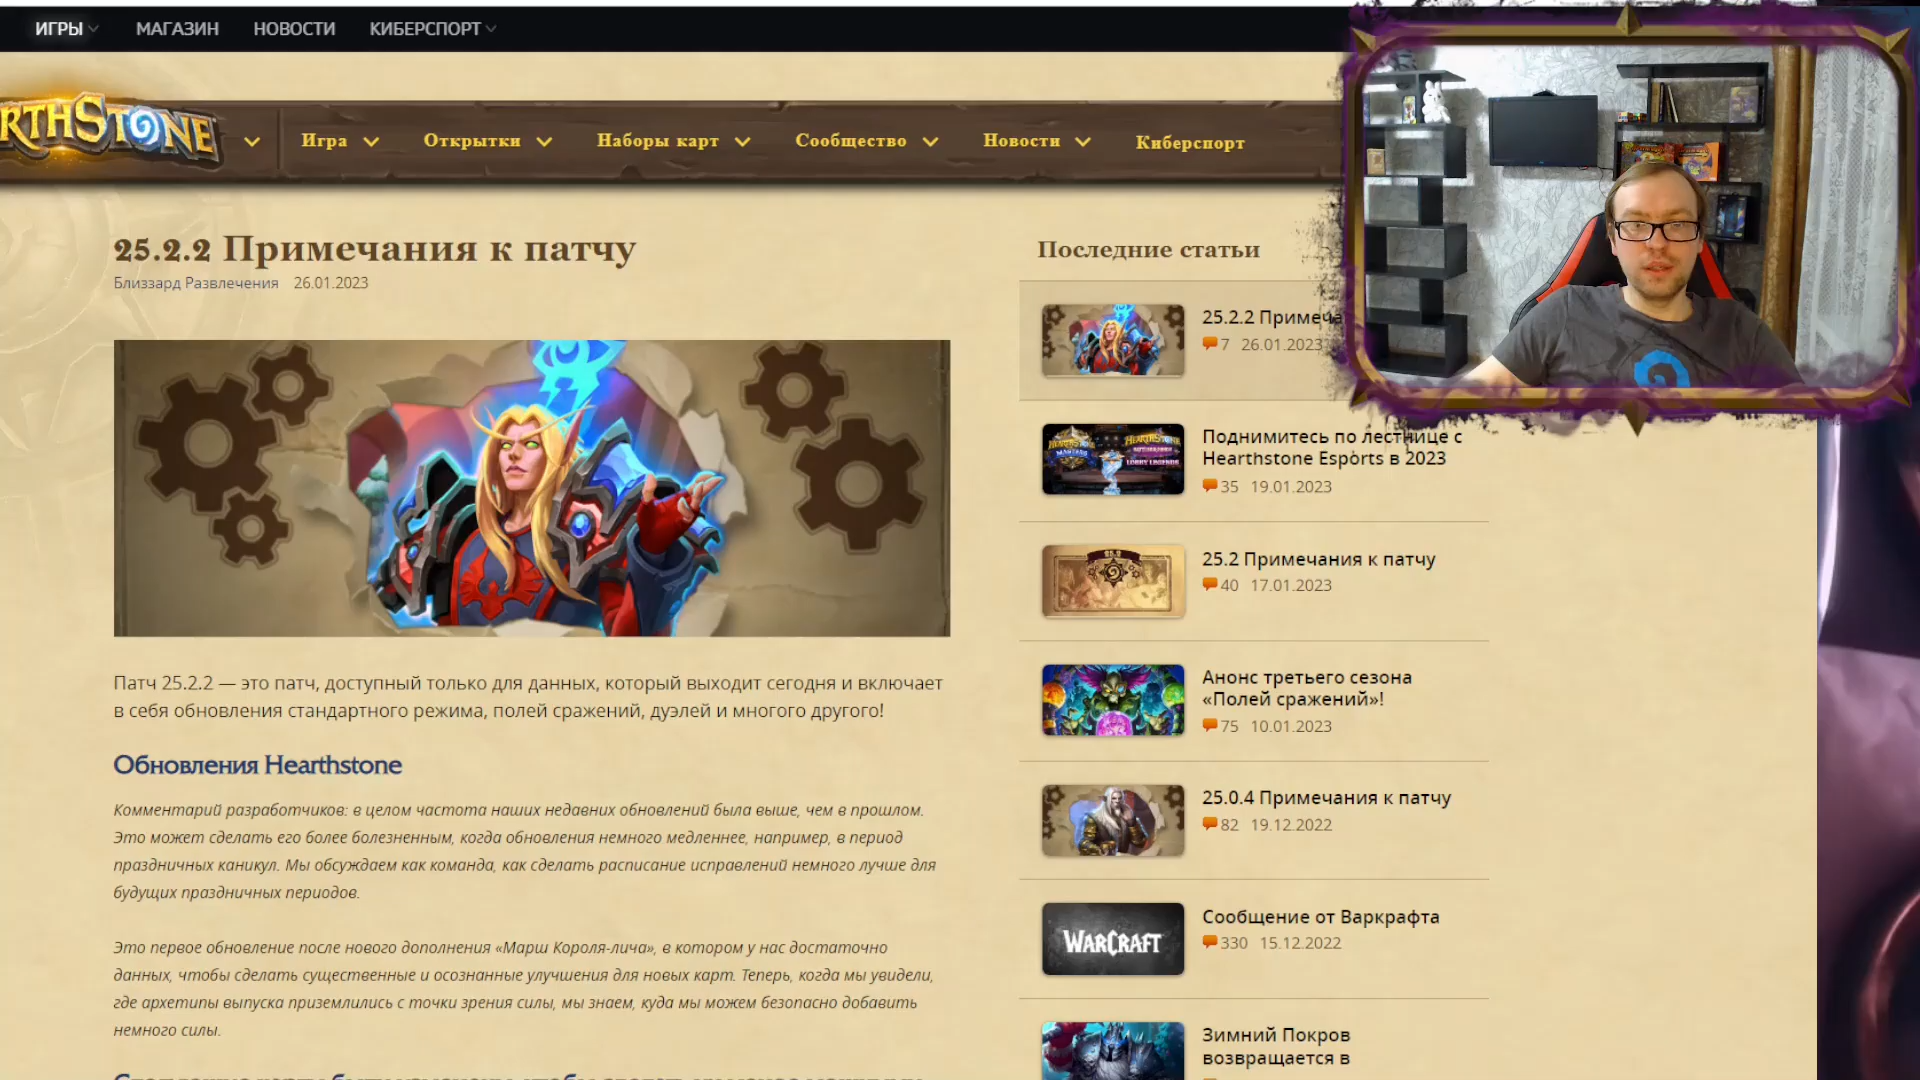 ИГРЫ МАГАЗИН НОВОСТИ КИБЕРСПОРТ
RTHSTONE
Игра Открытки Наборы карт Сообщество Новости Киберспорт
25.2.2 Примечания к патчу
Близзард Развлечения 26.01.2023
Патч 25.2.2 — это патч, доступный только для данных, который выходит сегодня и включает
в себя обновления стандартного режима, полей сражений, дуэлей и многого другого!
Обновления Hearthstone
Комментарий разработчиков: в целом частота наших недавних обновлений была выше, чем в прошлом.
Это может сделать его более болезненным, когда обновления немного медленнее, например, в период
праздничных каникул. Мы обсуждаем как команда, как сделать расписание исправлений немного лучше для
будущих праздничных периодов.
Это первое обновление после нового дополнения «Марш Короля-лича», в котором у нас достаточно
данных, чтобы сделать существенные и осознанные улучшения для новых карт. Теперь, когда мы увидели,
где архетипы выпуска приземлились с точки зрения силы, мы знаем, куда мы можем безопасно добавить
немного силы.
Последние статьи
25.2.2 Примеча
7 26.01.2023
Поднимитесь по лестнице с
Hearthstone Esports в 2023
35 19.01.2023
25.2 Примечания к патчу
40 17.01.2023
Анонс третьего сезона
«Полей сражений»!
75 10.01.2023
25.0.4 Примечания к патчу
82 19.12.2022
WARCRAFT
Сообщение от Варкрафта
330 15.12.2022
Зимний Покров
возвращается в